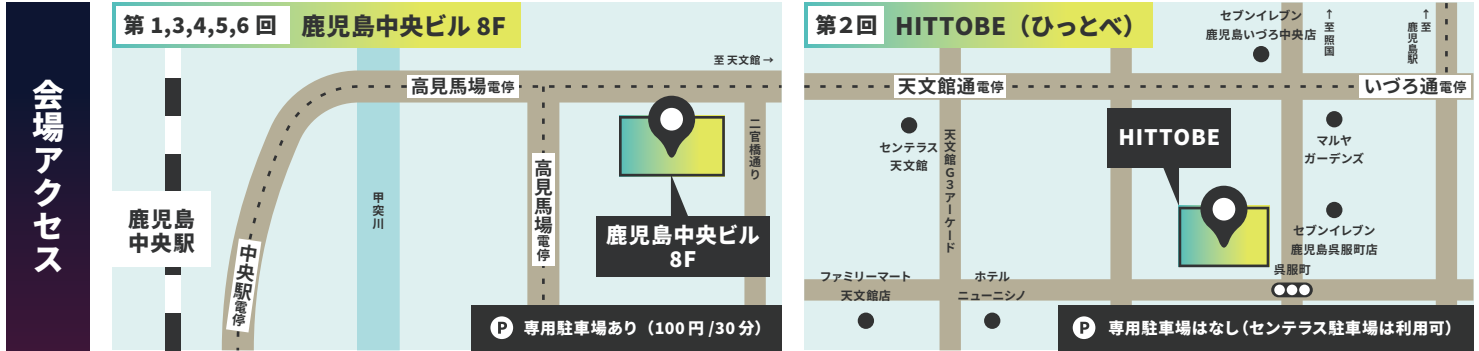 会場アクセス
第 1,3,4,5,6 回
鹿児島中央ビル 8F
至 天文館 →
高見馬場電停
二官橋通り
高見馬場電停
甲突川
鹿児島
中央駅
中央駅電停
鹿児島中央ビル
8F
P 専用駐車場あり（100 円 /30 分）
第2回
HITTOBE（ひっとべ）
セブンイレブン
鹿児島いづろ中央店
↑至照国
↑至鹿児島駅
天文館通電停
いづろ通電停
センテラス
天文館
天文館G3アーケード
HITTOBE
マルヤ
ガーデンズ
セブンイレブン
鹿児島呉服町店
呉服町
ファミリーマート
天文館店
ホテル
ニューニシノ
P 専用駐車場はなし（センテラス駐車場は利用可）